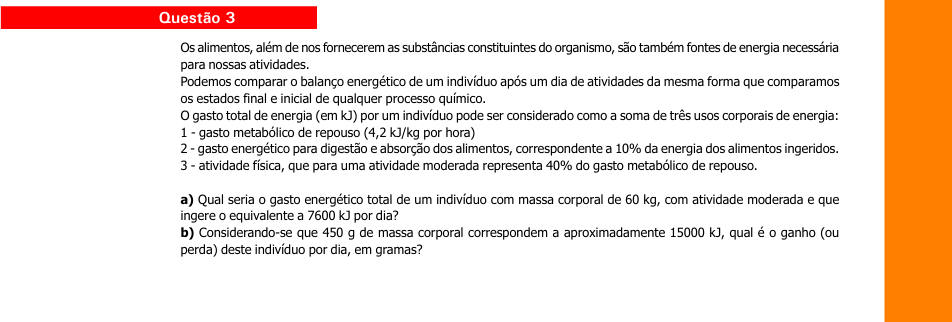 Questão 3
Os alimentos, além de nos fornecerem as substâncias constituintes do organismo, são também fontes de energia necessária
para nossas atividades.
Podemos comparar o balanço energético de um indivíduo após um dia de atividades da mesma forma que comparamos
os estados final e inicial de qualquer processo químico.
O gasto total de energia (em kJ) por um indivíduo pode ser considerado como a soma de três usos corporais de energia:
1 - gasto metabólico de repouso (4,2 kJ/kg por hora)
2 - gasto energético para digestão e absorção dos alimentos, correspondente a 10% da energia dos alimentos ingeridos.
3 - atividade física, que para uma atividade moderada representa 40% do gasto metabólico de repouso.
a) Qual seria o gasto energético total de um indivíduo com massa corporal de 60 kg, com atividade moderada e que
ingere o equivalente a 7600 kJ por dia?
b) Considerando-se que 450 g de massa corporal correspondem a aproximadamente 15000 kJ, qual é o ganho (ou
perda) deste indivíduo por dia, em gramas?